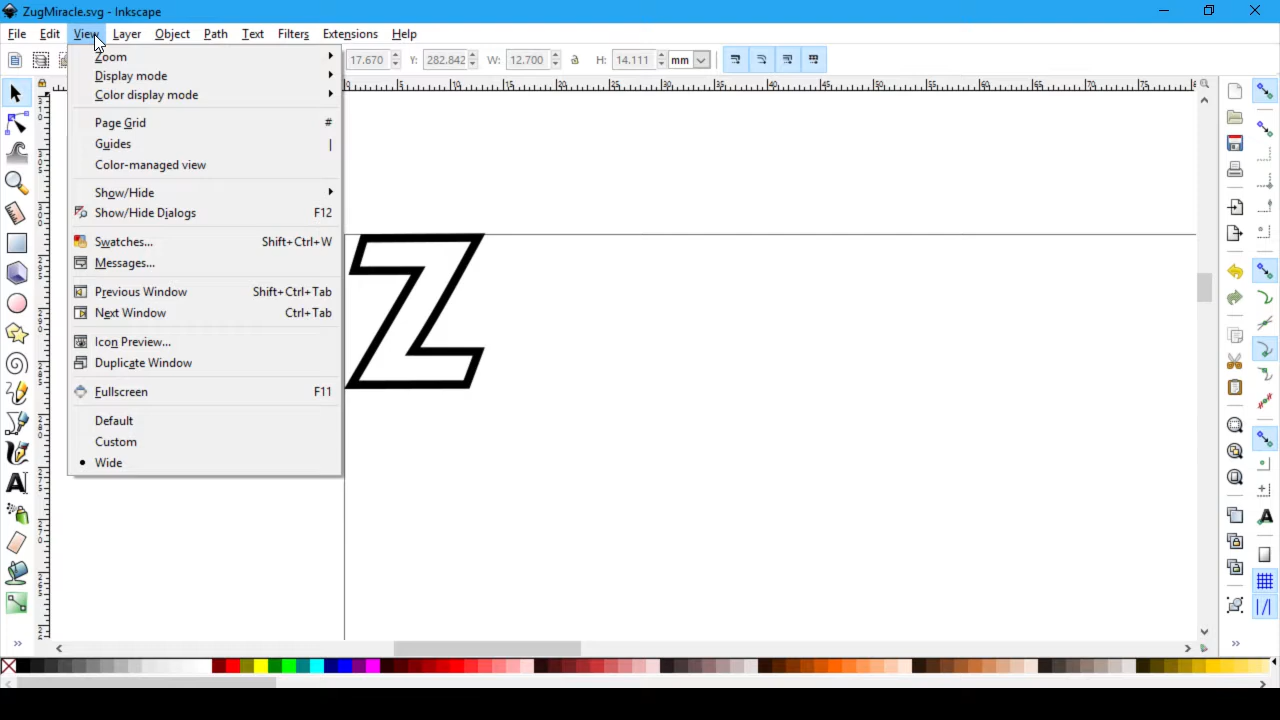 ZugMiracle.svg - Inkscape
File Edit View Layer Object Path Text Filters Extensions Help
17.670 Y: 282.842 W: 12.700 H: 14.111 mm
Zoom
Display mode
Color display mode
Page Grid #
Guides |
Color-managed view
Show/Hide
Show/Hide Dialogs F12
Swatches... Shift+Ctrl+W
Messages...
Previous Window Shift+Ctrl+Tab
Next Window Ctrl+Tab
Icon Preview...
Duplicate Window
Fullscreen F11
Default
Custom
Wide
Z